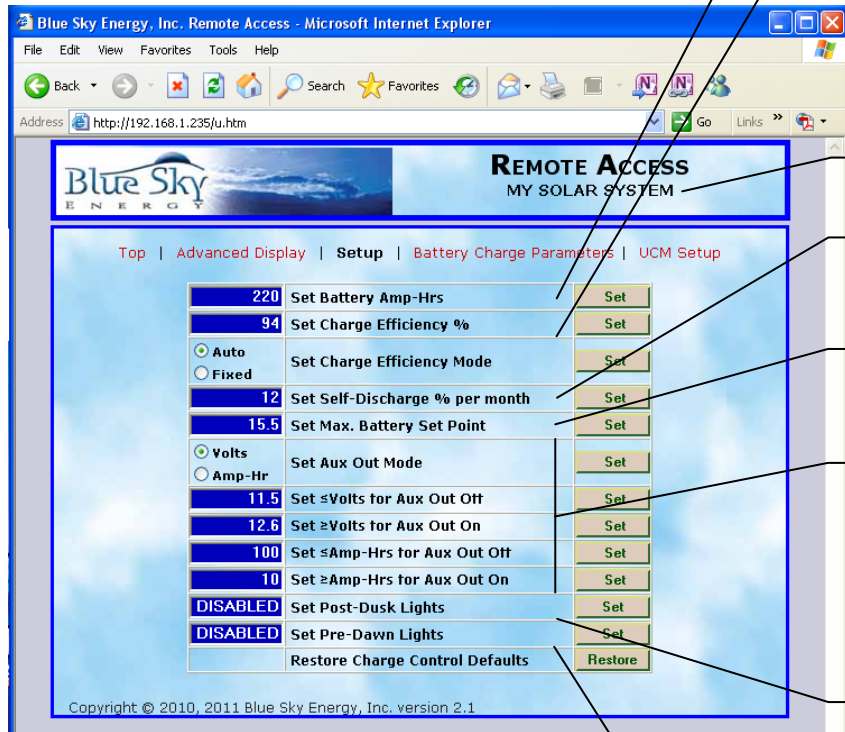 Blue Sky Energy, Inc. Remote Access - Microsoft Internet Explorer
File Edit View Favorites Tools Help
Back Search Favorites
Address http://192.168.1.235/u.htm Go Links »
Blue Sky
ENERGY
REMOTE ACCESS
MY SOLAR SYSTEM
Top | Advanced Display | Setup | Battery Charge Parameters | UCM Setup
220 Set Battery Amp-Hrs Set
94 Set Charge Efficiency % Set
Auto
Fixed
Set Charge Efficiency Mode Set
12 Set Self-Discharge % per month Set
15.5 Set Max. Battery Set Point Set
Volts
Amp-Hr
Set Aux Out Mode Set
11.5 Set ≤Volts for Aux Out Off Set
12.6 Set ≥Volts for Aux Out On Set
100 Set ≤Amp-Hrs for Aux Out Off Set
10 Set ≥Amp-Hrs for Aux Out On Set
DISABLED Set Post-Dusk Lights Set
DISABLED Set Pre-Dawn Lights Set
Restore Charge Control Defaults Restore
Copyright © 2010, 2011 Blue Sky Energy, Inc. version 2.1